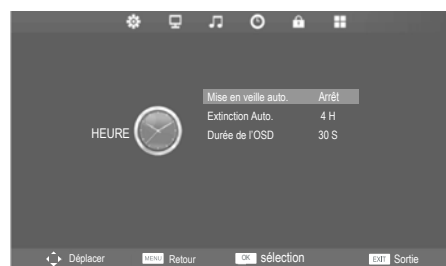 Mise en veille auto. Arrêt
Extinction Auto. 4 H
HEURE
Durée de l'OSD 30 S
Déplacer MENU Retour OK sélection EXIT Sortie